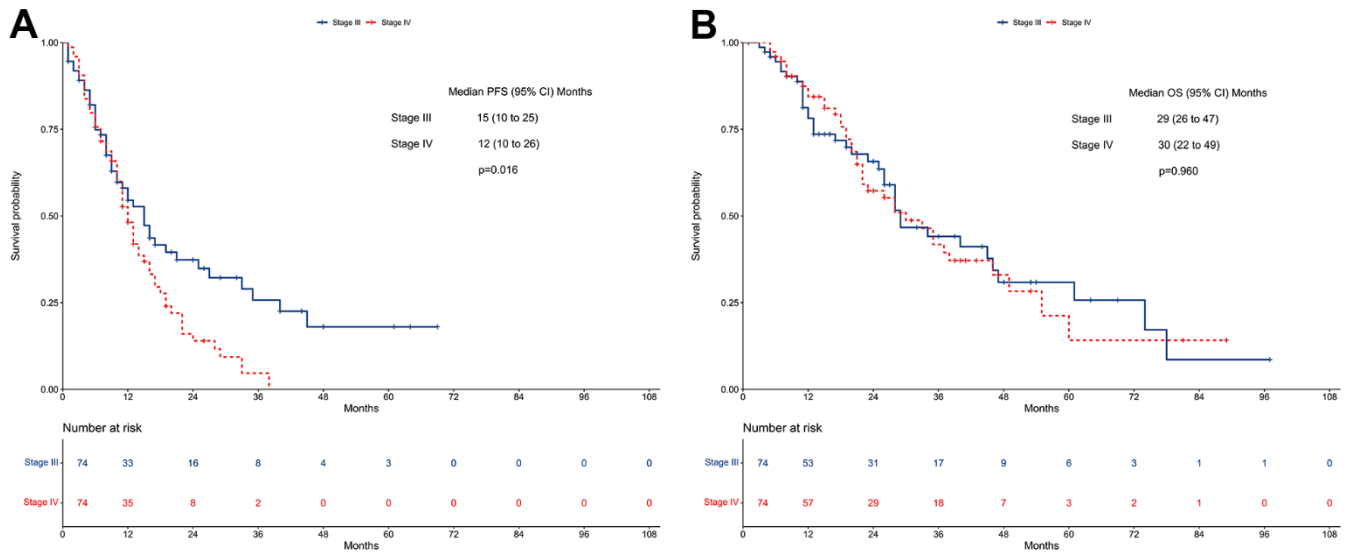 A
Stage III Stage IV
1.00
0.75
0.50
0.25
0.00
Survival probability
Median PFS (95% CI) Months
Stage III 15 (10 to 25)
Stage IV 12 (10 to 26)
p=0.016
0 12 24 36 48 60 72 84 96 108
Months
Number at risk
Stage III 74 33 16 8 4 3 0 0 0 0
Stage IV 74 35 8 2 0 0 0 0 0 0
0 12 24 36 48 60 72 84 96 108
Months
B
Stage III Stage IV
1.00
0.75
0.50
0.25
0.00
Survival probability
Median OS (95% CI) Months
Stage III 29 (26 to 47)
Stage IV 30 (22 to 49)
p=0.960
0 12 24 36 48 60 72 84 96 108
Months
Number at risk
Stage III 74 53 31 17 9 6 3 1 1 0
Stage IV 74 57 29 18 7 3 2 1 0 0
0 12 24 36 48 60 72 84 96 108
Months